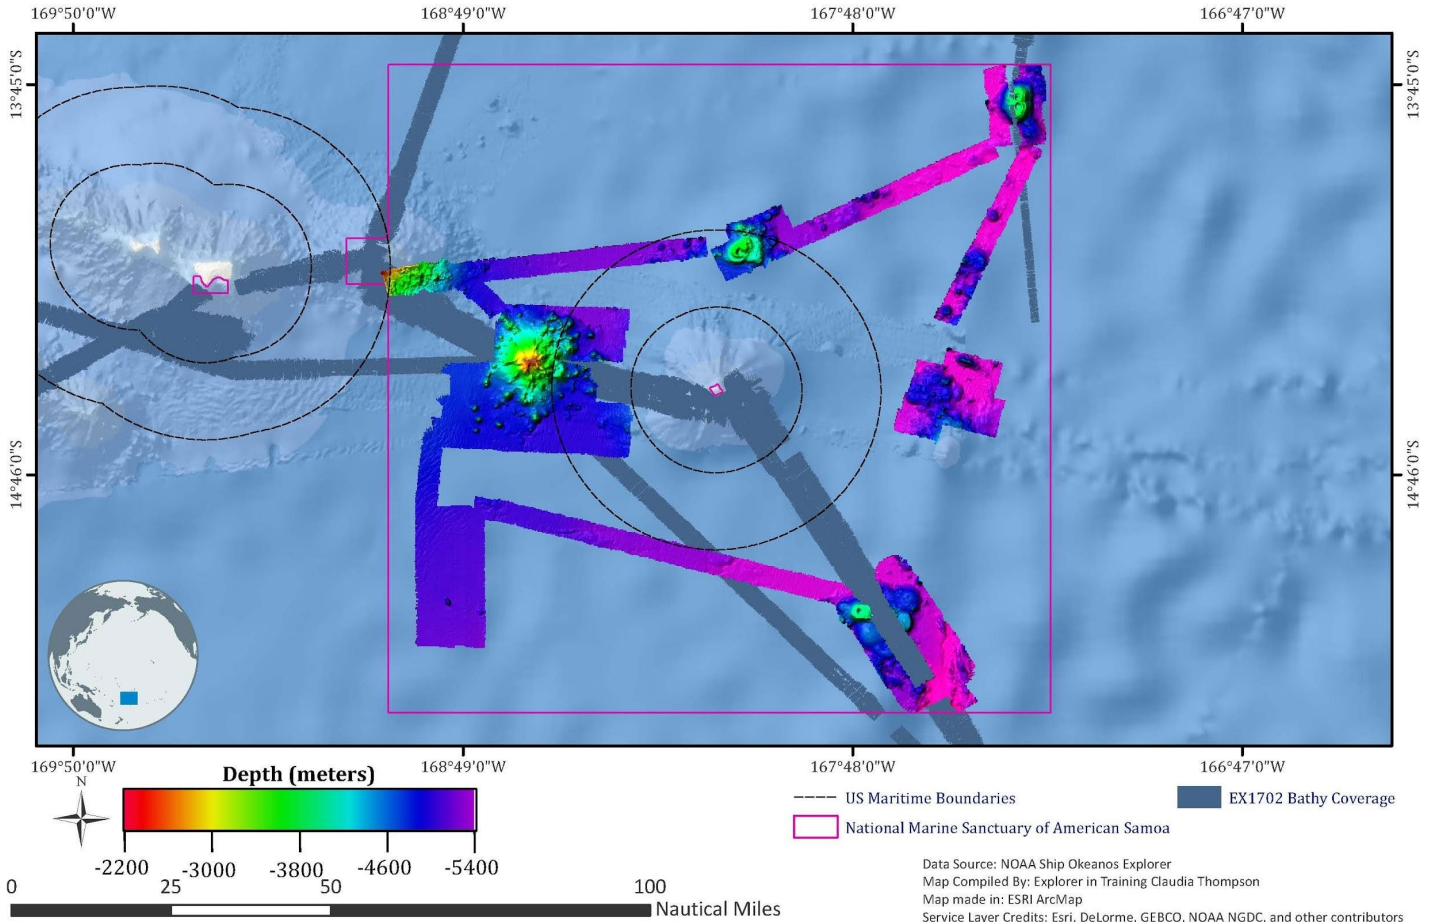 169°50'0"W 168°49'0"W 167°48'0"W 166°47'0"W
13°45'0"S 13°45'0"S
14°46'0"S 14°46'0"S
169°50'0"W 168°49'0"W 167°48'0"W 166°47'0"W
N
Depth (meters)
-2200 -3000 -3800 -4600 -5400
0 25 50 100
Nautical Miles
US Maritime Boundaries
EX1702 Bathy Coverage
National Marine Sanctuary of American Samoa
Data Source: NOAA Ship Okeanos Explorer
Map Compiled By: Explorer in Training Claudia Thompson
Map made in: ESRI ArcMap
Service Layer Credits: Esri, DeLorme, GEBCO, NOAA NGDC, and other contributors